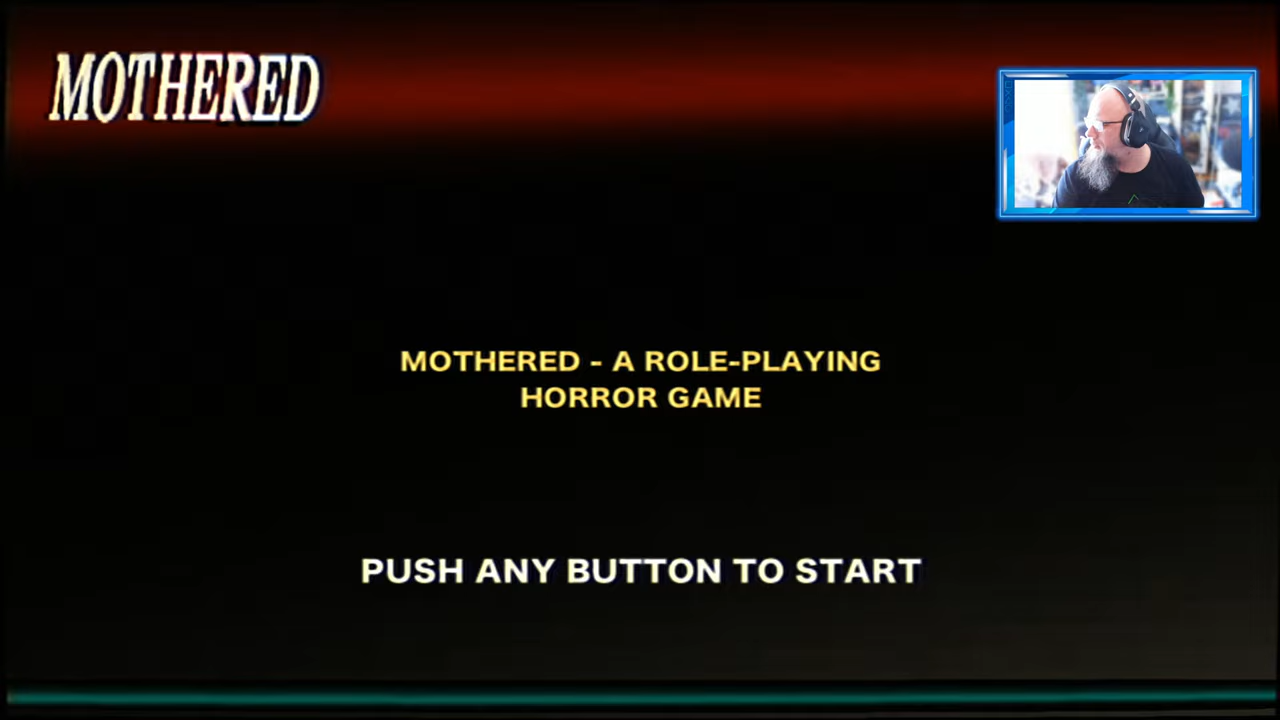 MOTHERED
MOTHERED - A ROLE-PLAYING
HORROR GAME
PUSH ANY BUTTON TO START